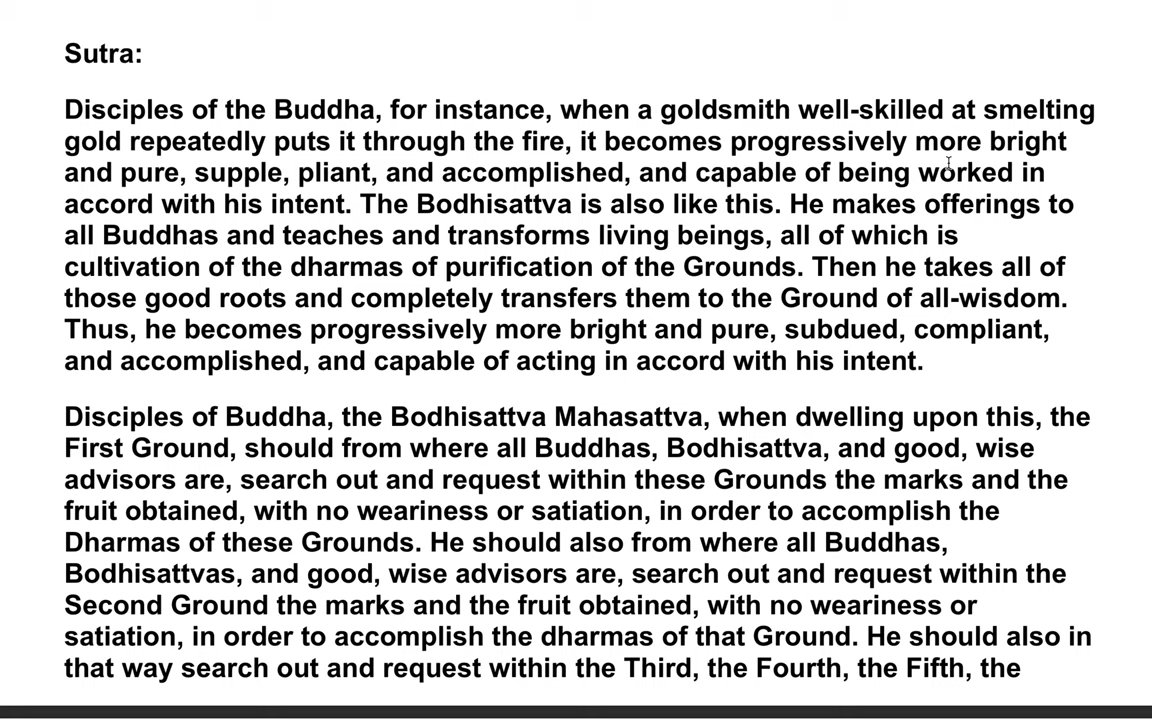 Sutra:
Disciples of the Buddha, for instance, when a goldsmith well-skilled at smelting
gold repeatedly puts it through the fire, it becomes progressively more bright
and pure, supple, pliant, and accomplished, and capable of being worked in
accord with his intent. The Bodhisattva is also like this. He makes offerings to
all Buddhas and teaches and transforms living beings, all of which is
cultivation of the dharmas of purification of the Grounds. Then he takes all of
those good roots and completely transfers them to the Ground of all-wisdom.
Thus, he becomes progressively more bright and pure, subdued, compliant,
and accomplished, and capable of acting in accord with his intent.
Disciples of Buddha, the Bodhisattva Mahasattva, when dwelling upon this, the
First Ground, should from where all Buddhas, Bodhisattva, and good, wise
advisors are, search out and request within these Grounds the marks and the
fruit obtained, with no weariness or satiation, in order to accomplish the
Dharmas of these Grounds. He should also from where all Buddhas,
Bodhisattvas, and good, wise advisors are, search out and request within the
Second Ground the marks and the fruit obtained, with no weariness or
satiation, in order to accomplish the dharmas of that Ground. He should also in
that way search out and request within the Third, the Fourth, the Fifth, the